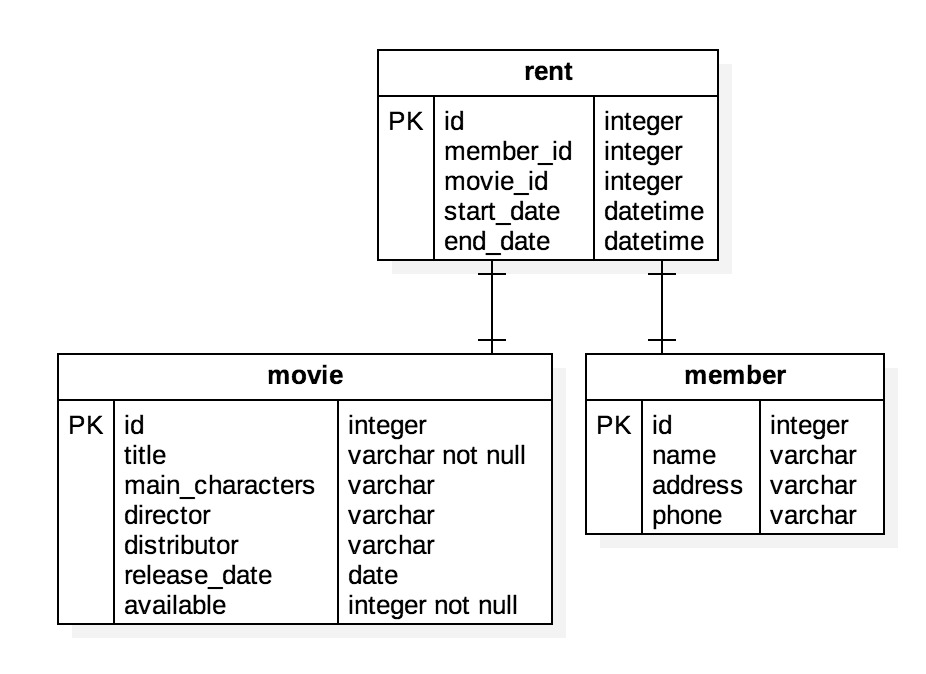 rent
PK id integer
member_id integer
movie_id integer
start_date datetime
end_date datetime
movie
PK id integer
title varchar not null
main_characters varchar
director varchar
distributor varchar
release_date date
available integer not null
member
PK id integer
name varchar
address varchar
phone varchar